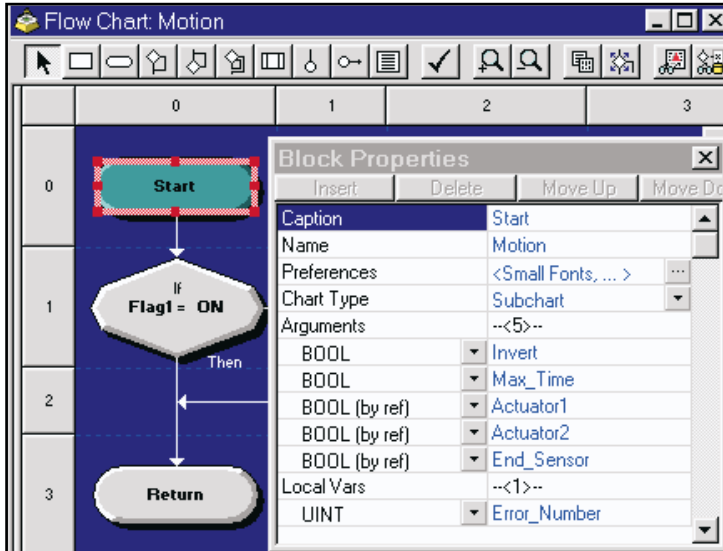 Flow Chart: Motion
0 1 2 3
0
Start
1
If
Flag1 = ON
Then
2
3
Return
Block Properties
Insert Delete Move Up Move Do
Caption Start
Name Motion
Preferences <Small Fonts, ... > ...
Chart Type Subchart
Arguments --<5>--
BOOL Invert
BOOL Max_Time
BOOL (by ref) Actuator1
BOOL (by ref) Actuator2
BOOL (by ref) End_Sensor
Local Vars --<1>--
UINT Error_Number